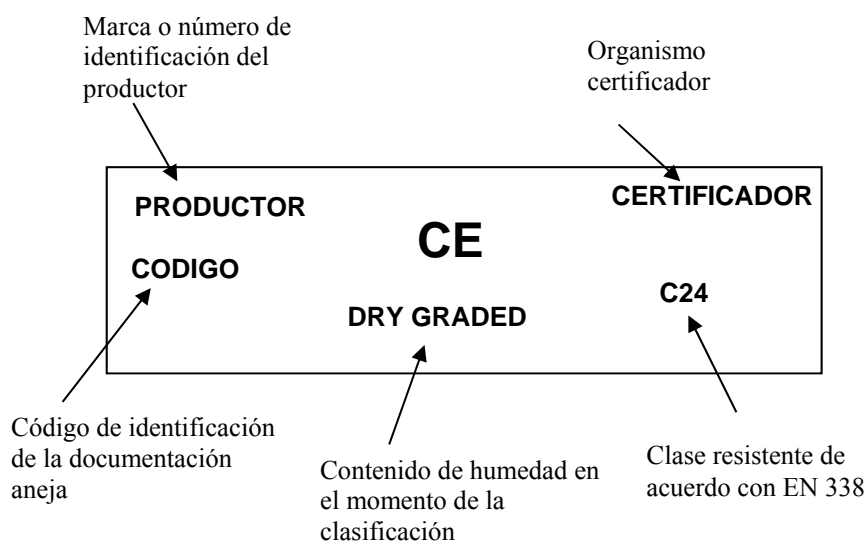 Marca o número de
identificación del
productor
Organismo
certificador
PRODUCTOR
CERTIFICADOR
CE
CODIGO
C24
DRY GRADED
Código de identificación
de la documentación
aneja
Contenido de humedad en
el momento de la
clasificación
Clase resistente de
acuerdo con EN 338